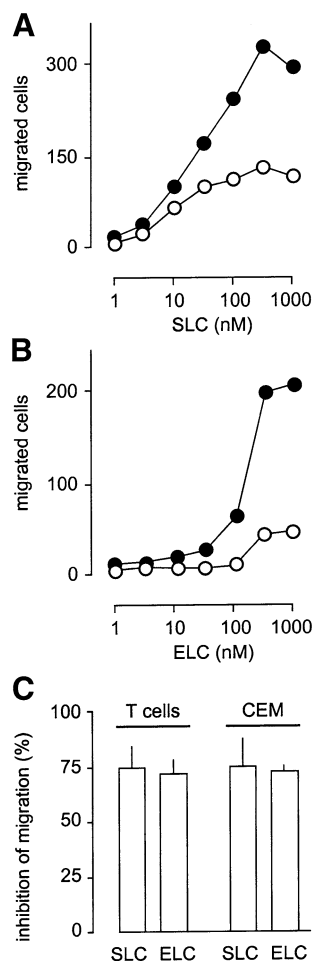 A
migrated cells
300
150
0
1 10 100 1000
SLC (nM)
B
migrated cells
200
100
0
1 10 100 1000
ELC (nM)
C
inhibition of migration (%)
T cells CEM
100
75
50
25
0
SLC ELC SLC ELC